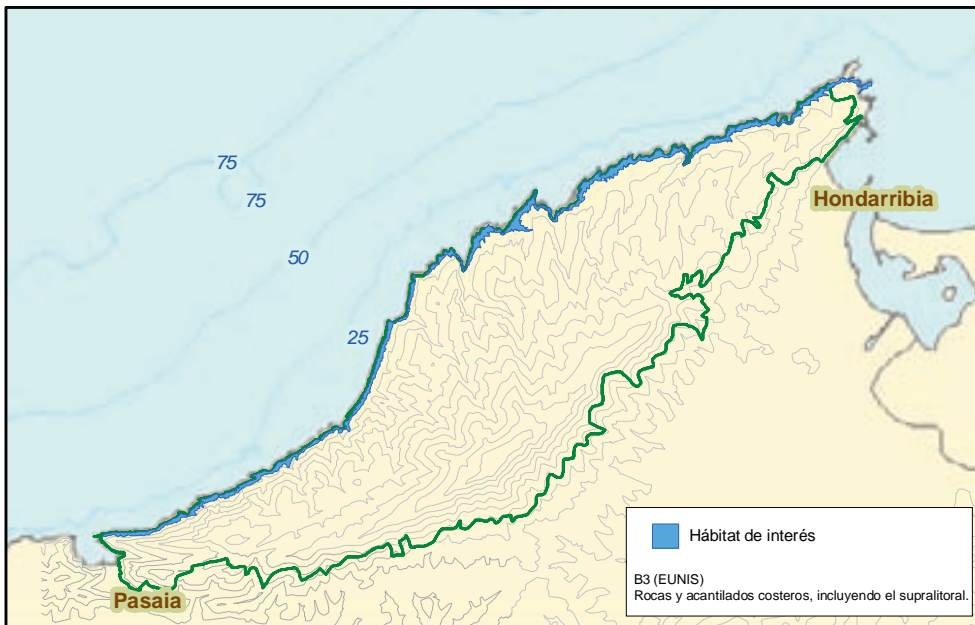 75
75
Hondarribia
50
25
Hábitat de interés
B3 (EUNIS)
Rocas y acantilados costeros, incluyendo el supralitoral.
Pasaia